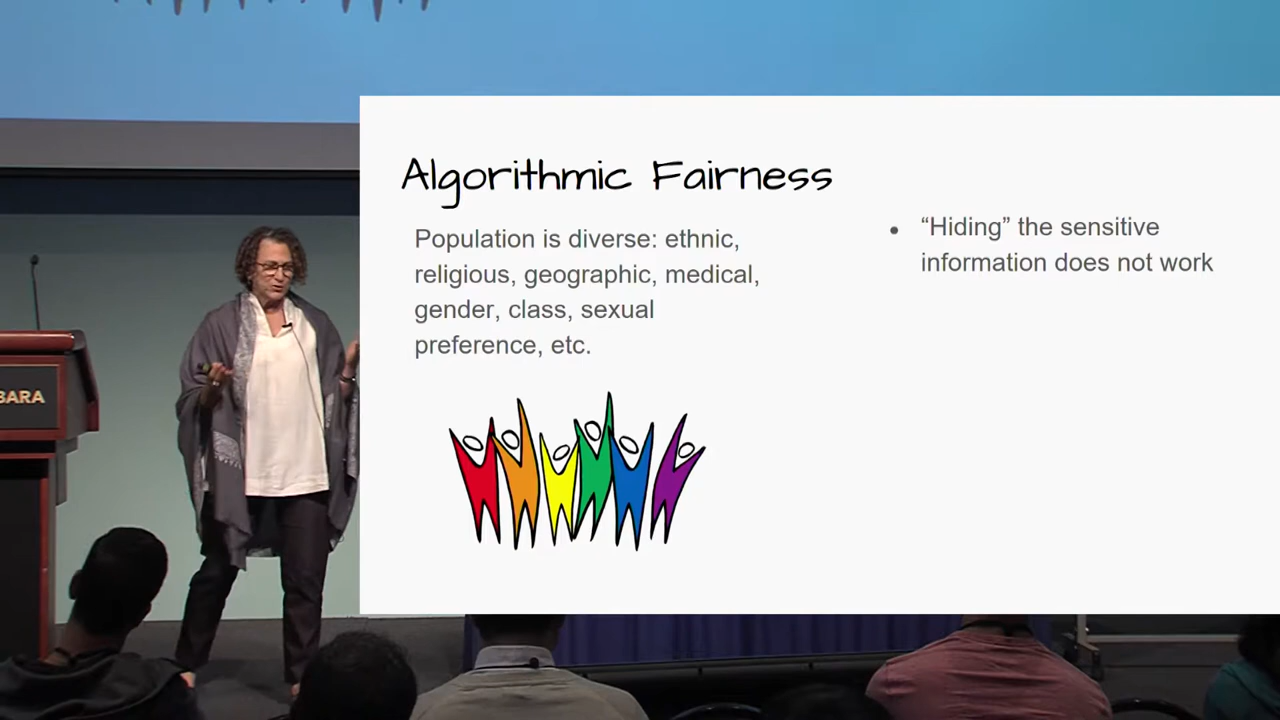 Algorithmic Fairness
Population is diverse: ethnic,
religious, geographic, medical,
gender, class, sexual
preference, etc.
• “Hiding” the sensitive
information does not work
BARA